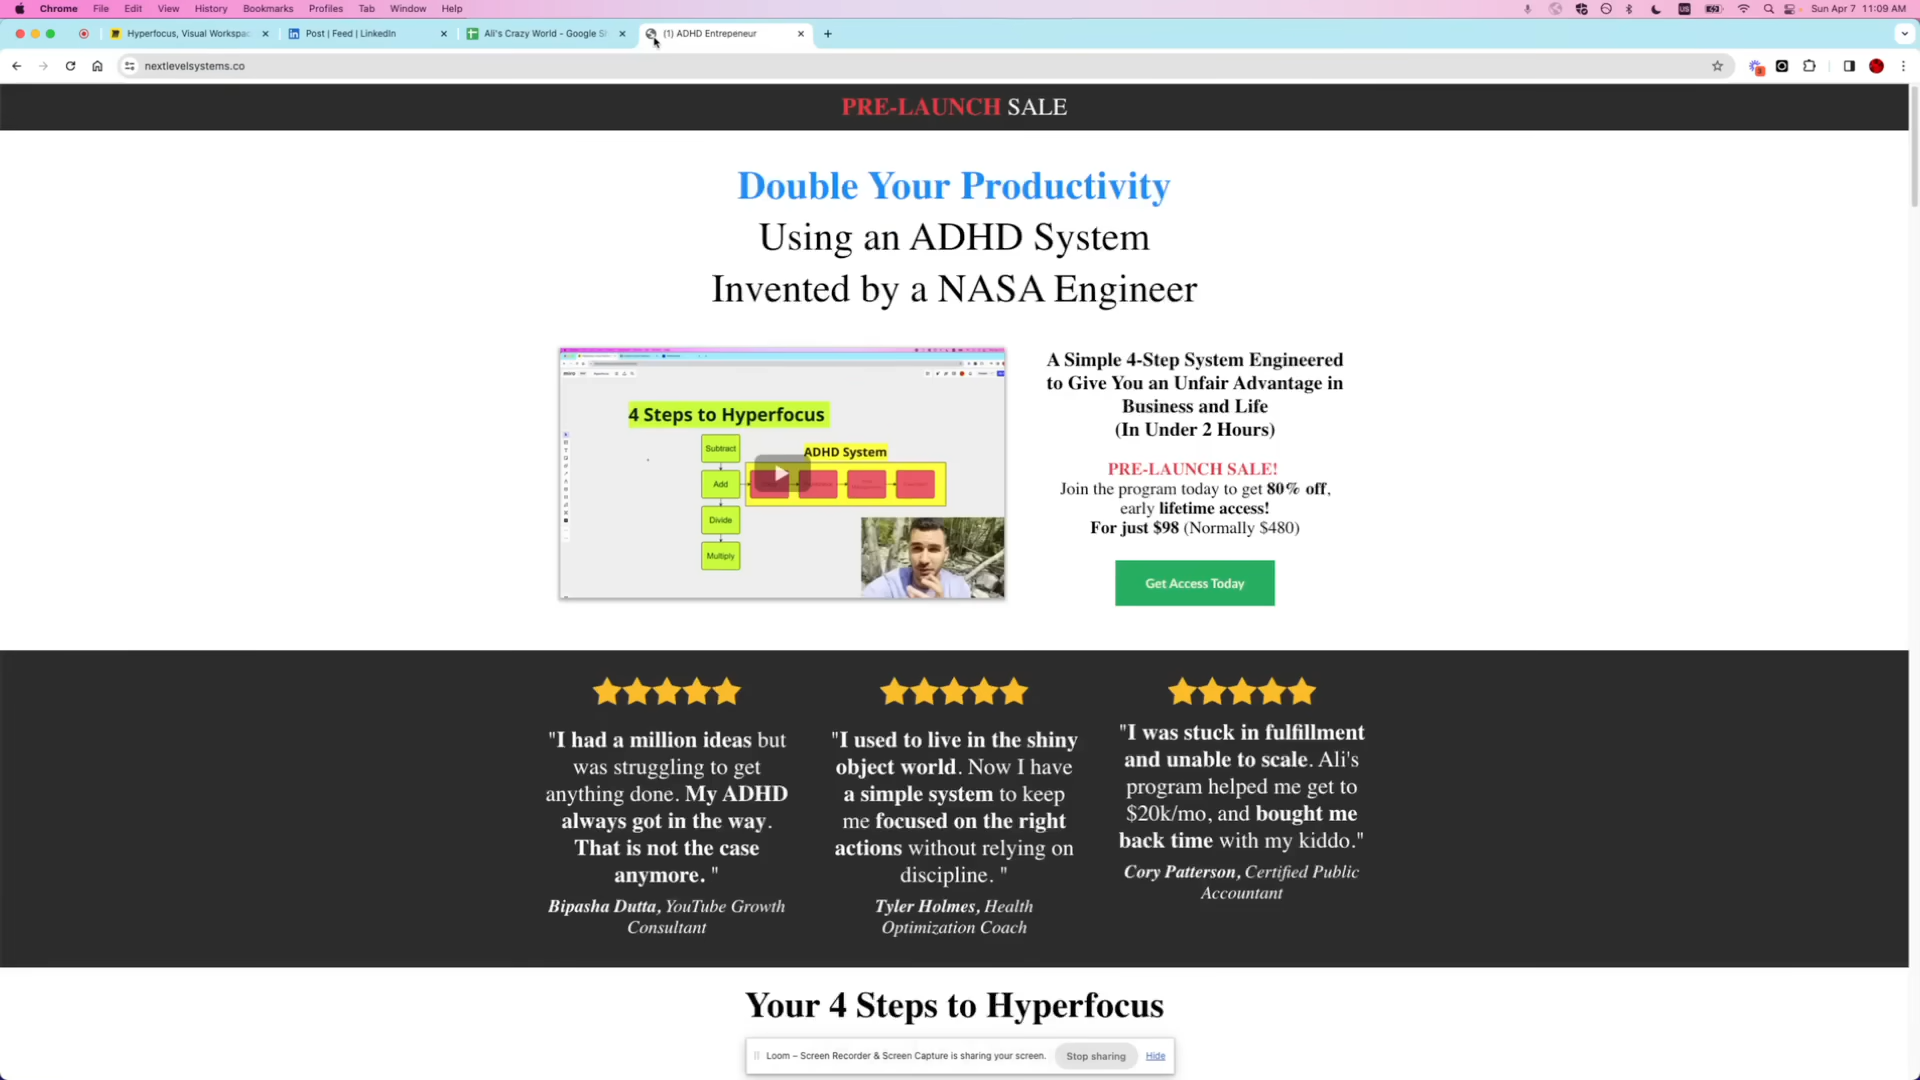 Chrome File Edit View History Bookmarks Profiles Tab Window Help
Sun Apr 7 11:09 AM
Hyperfocus, Visual Workspac
Post | Feed | LinkedIn
Ali's Crazy World - Google Sh
(1) ADHD Entrepeneur
nextlevelsystems.co
PRE-LAUNCH SALE
Double Your Productivity
Using an ADHD System
Invented by a NASA Engineer
4 Steps to Hyperfocus
Subtract
ADHD System
Add
Divide
Multiply
A Simple 4-Step System Engineered
to Give You an Unfair Advantage in
Business and Life
(In Under 2 Hours)
PRE-LAUNCH SALE!
Join the program today to get 80% off,
early lifetime access!
For just $98 (Normally $480)
Get Access Today
"I had a million ideas but
was struggling to get
anything done. My ADHD
always got in the way.
That is not the case
anymore. "
Bipasha Dutta, YouTube Growth
Consultant
"I used to live in the shiny
object world. Now I have
a simple system to keep
me focused on the right
actions without relying on
discipline. "
Tyler Holmes, Health
Optimization Coach
"I was stuck in fulfillment
and unable to scale. Ali's
program helped me get to
$20k/mo, and bought me
back time with my kiddo."
Cory Patterson, Certified Public
Accountant
Your 4 Steps to Hyperfocus
Loom – Screen Recorder & Screen Capture is sharing your screen.
Stop sharing
Hide